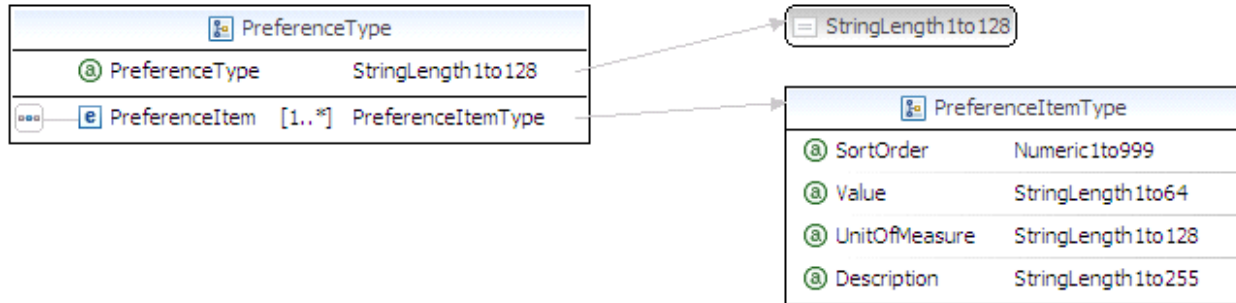 PreferenceType
a PreferenceType StringLength1to128
e PreferenceItem [1..*] PreferenceItemType
StringLength1to128
PreferenceItemType
a SortOrder Numeric1to999
a Value StringLength1to64
a UnitOfMeasure StringLength1to128
a Description StringLength1to255